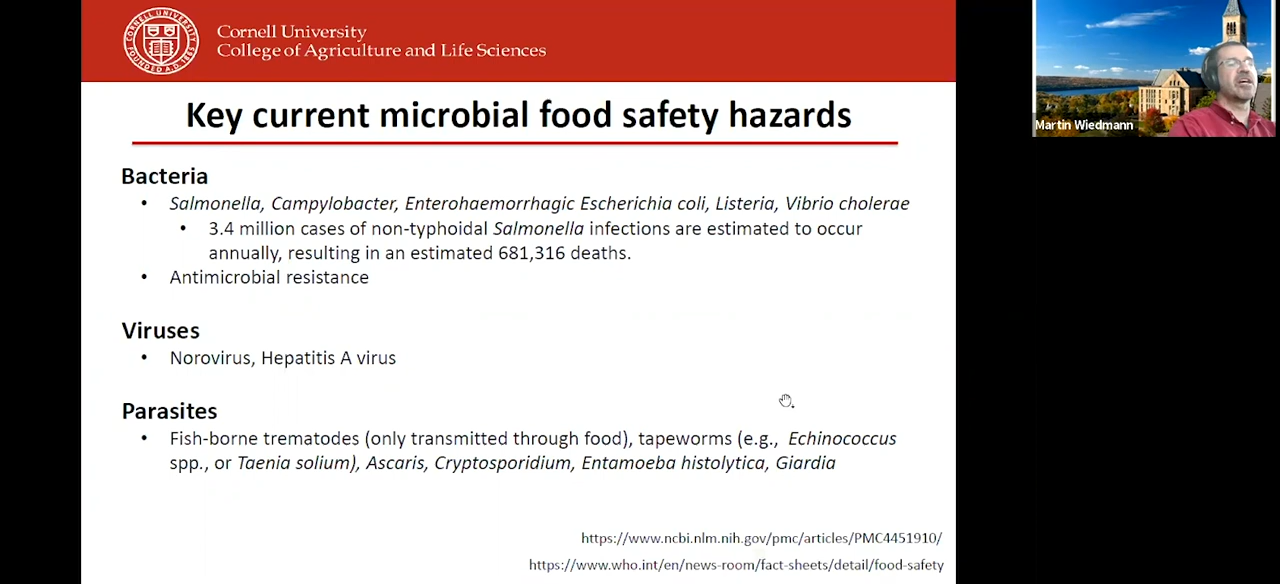 Cornell University
College of Agriculture and Life Sciences
Martin Wiedmann
Key current microbial food safety hazards
Bacteria
• Salmonella, Campylobacter, Enterohaemorrhagic Escherichia coli, Listeria, Vibrio cholerae
• 3.4 million cases of non-typhoidal Salmonella infections are estimated to occur
annually, resulting in an estimated 681,316 deaths.
• Antimicrobial resistance
Viruses
• Norovirus, Hepatitis A virus
Parasites
• Fish-borne trematodes (only transmitted through food), tapeworms (e.g., Echinococcus
spp., or Taenia solium), Ascaris, Cryptosporidium, Entamoeba histolytica, Giardia
https://www.ncbi.nlm.nih.gov/pmc/articles/PMC4451910/
https://www.who.int/en/news-room/fact-sheets/detail/food-safety